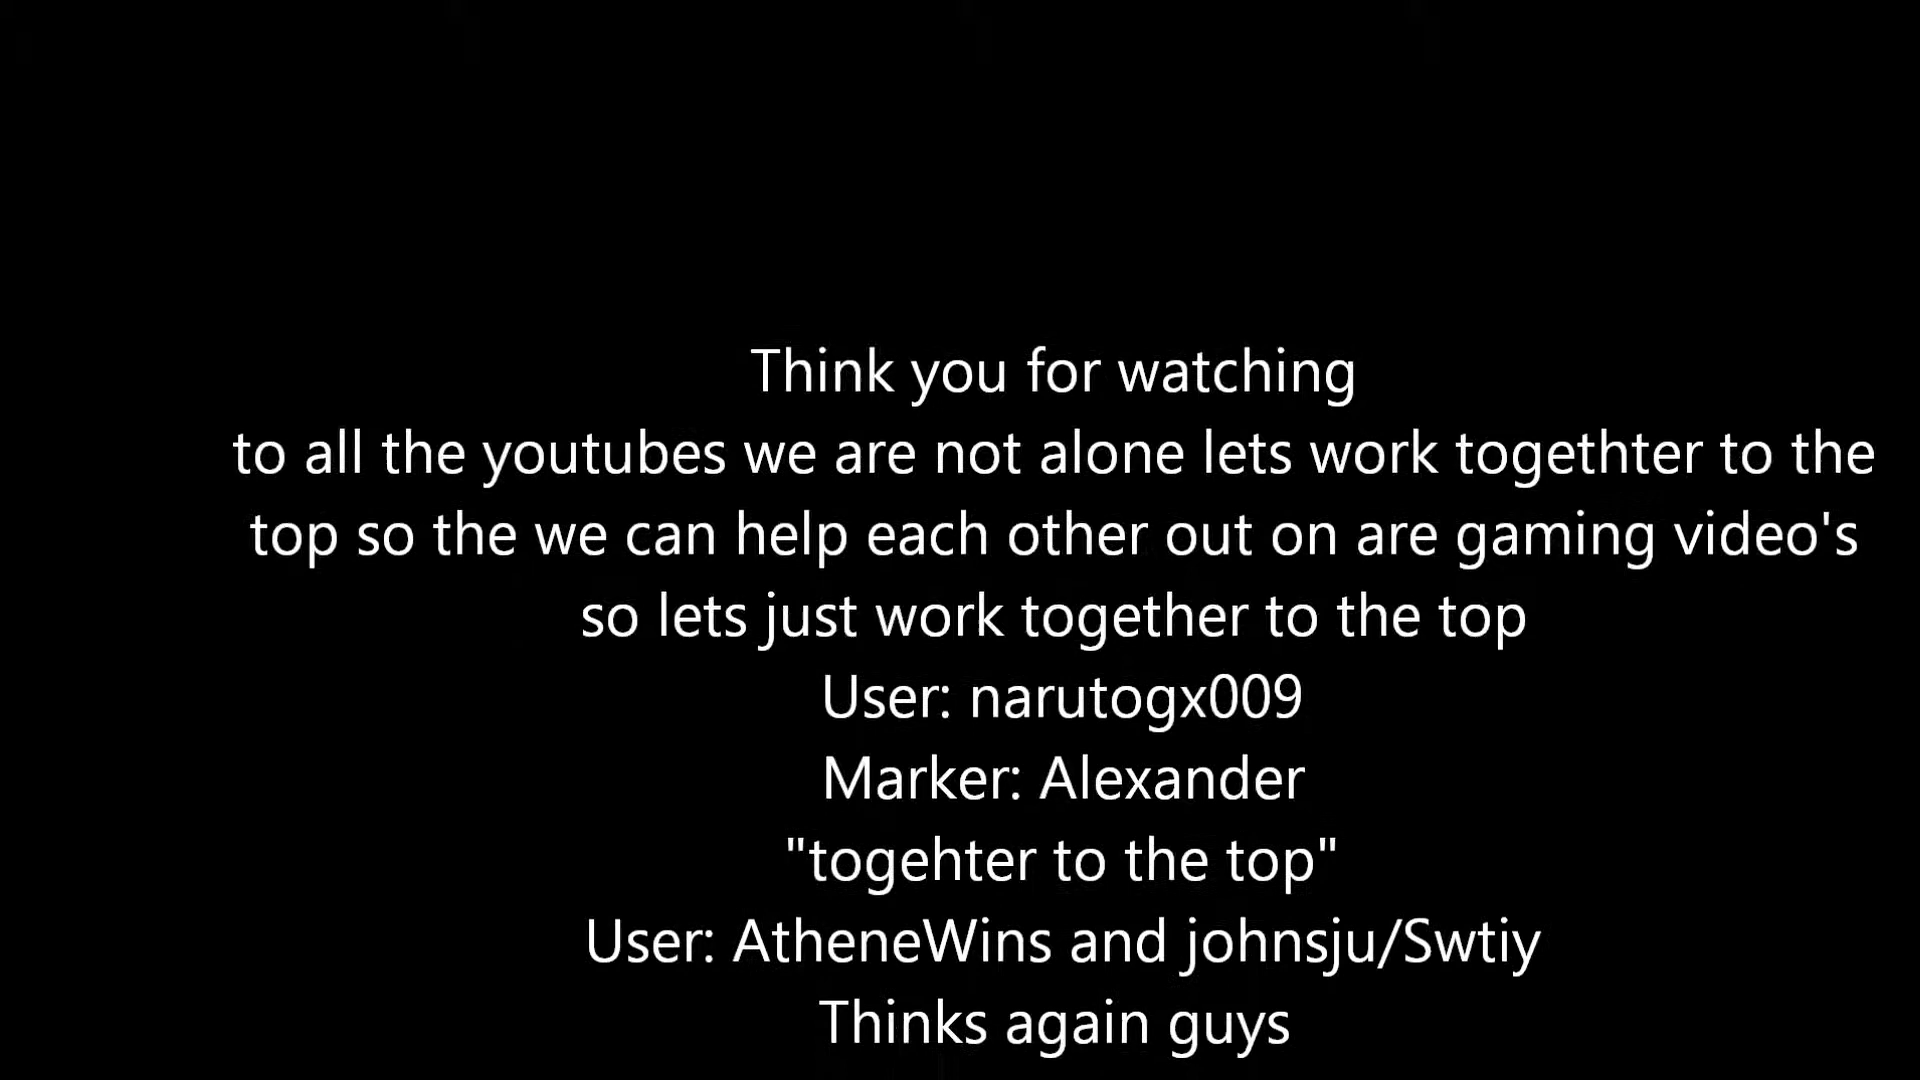 Think you for watching
to all the youtubes we are not alone lets work togethter to the
top so the we can help each other out on are gaming video's
so lets just work together to the top
User: narutogx009
Marker: Alexander
"togehter to the top"
User: AtheneWins and johnsju/Swtiy
Thinks again guys